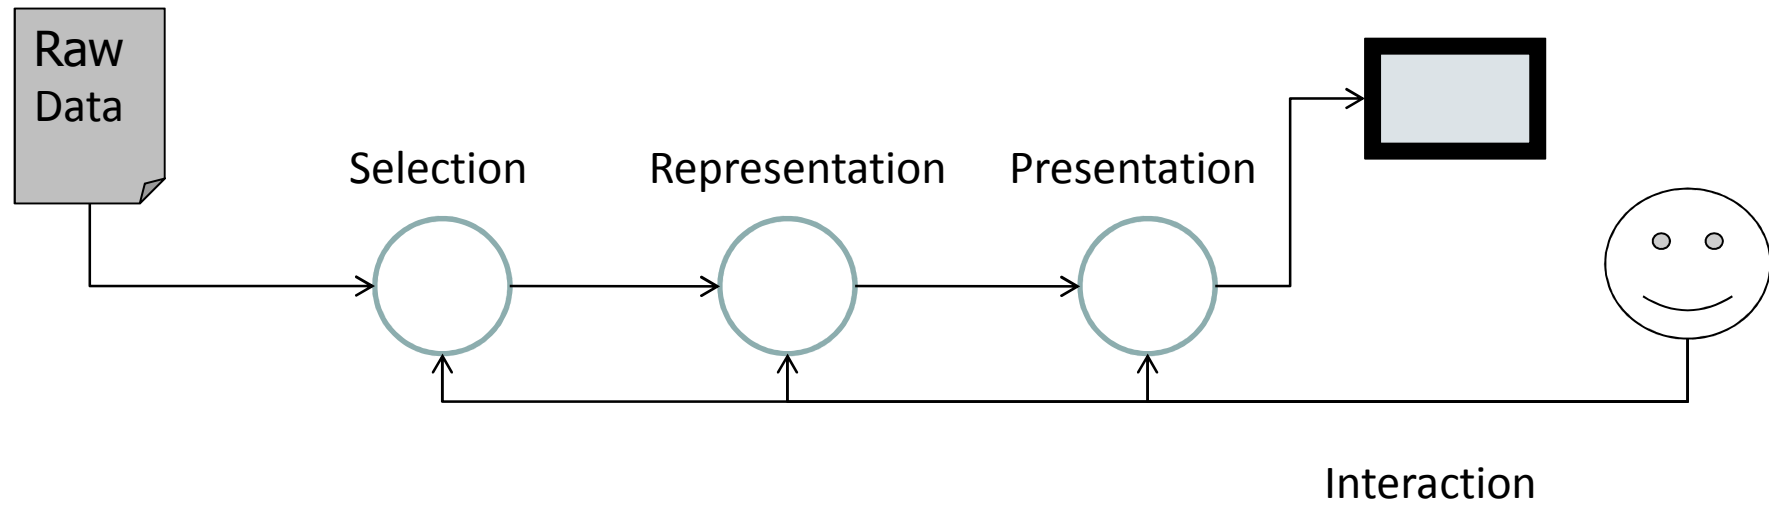 Raw
Data
Selection
Representation
Presentation
Interaction